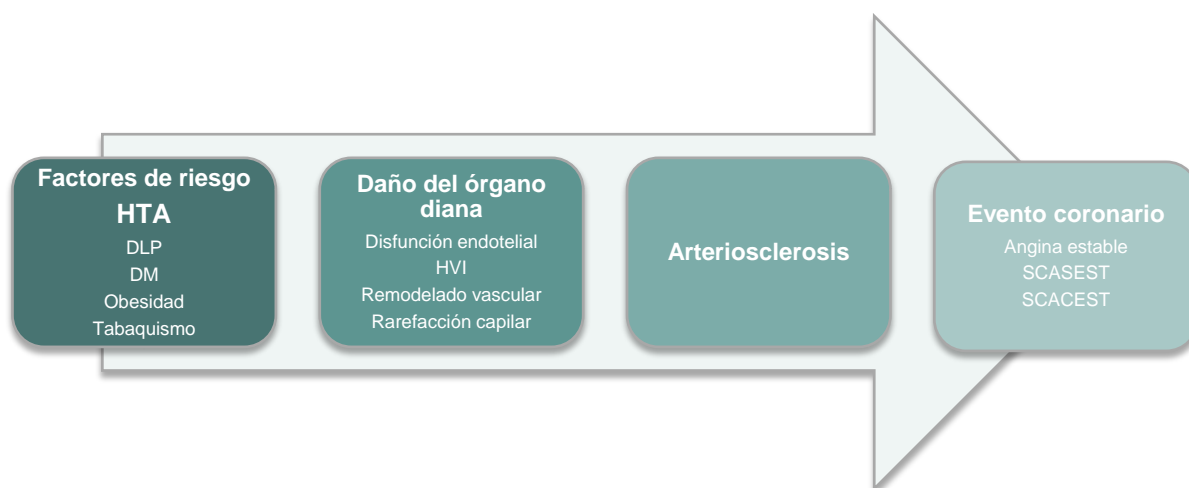 Factores de riesgo
HTA
DLP
DM
Obesidad
Tabaquismo
Daño del órgano
diana
Disfunción endotelial
HVI
Remodelado vascular
Rarefacción capilar
Arteriosclerosis
Evento coronario
Angina estable
SCASEST
SCACEST